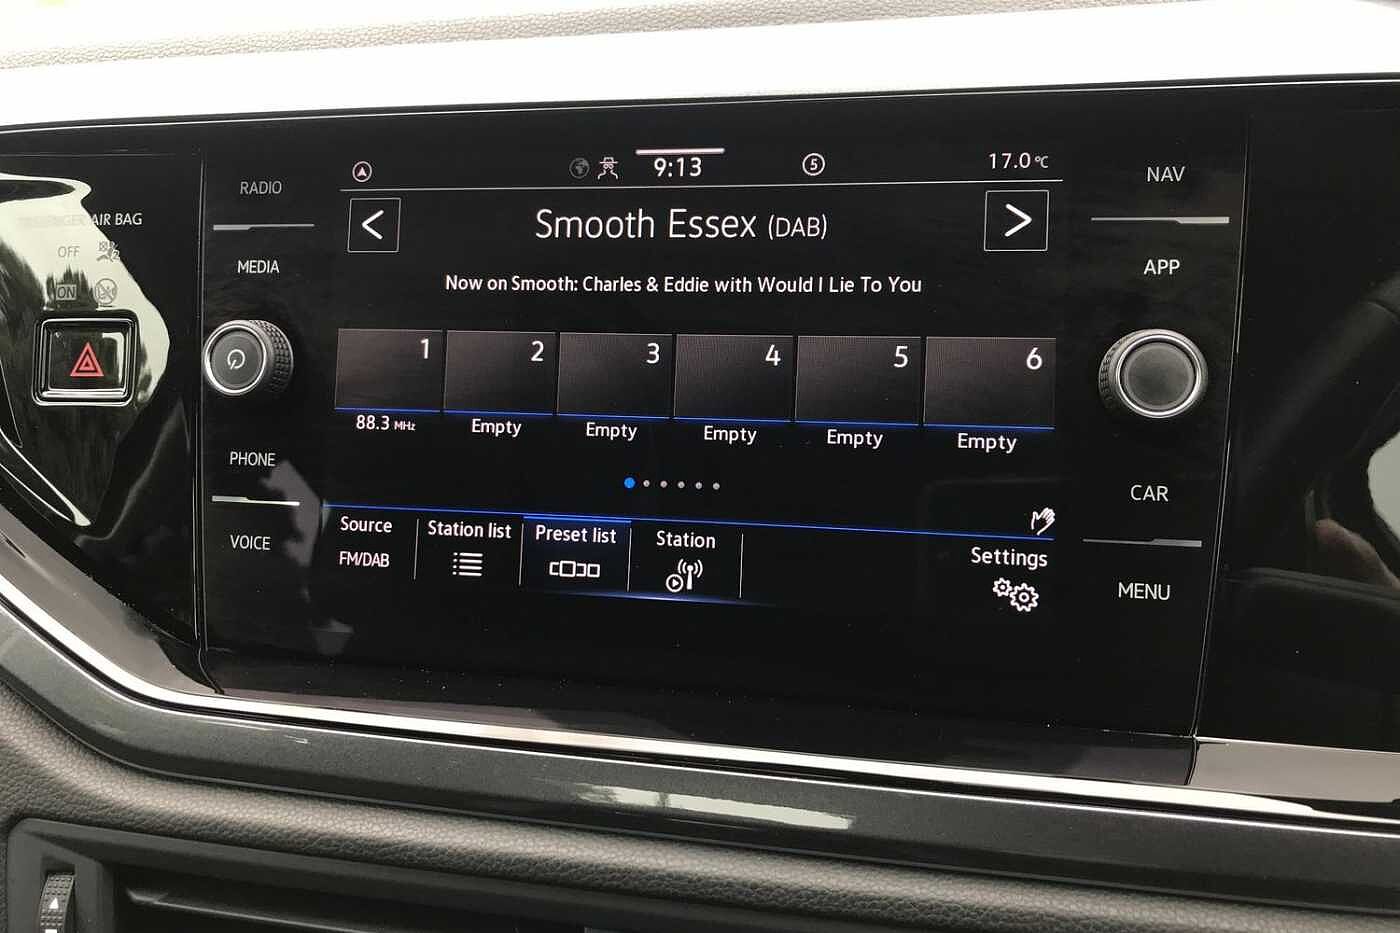 AIR BAG
OFF
ON
RADIO
MEDIA
PHONE
VOICE
9:13
5
17.0 °C
Smooth Essex (DAB)
Now on Smooth: Charles & Eddie with Would I Lie To You
1
2
3
4
5
6
88.3 MHz
Empty
Empty
Empty
Empty
Empty
Source
FM/DAB
Station list
Preset list
Station
Settings
NAV
APP
CAR
MENU